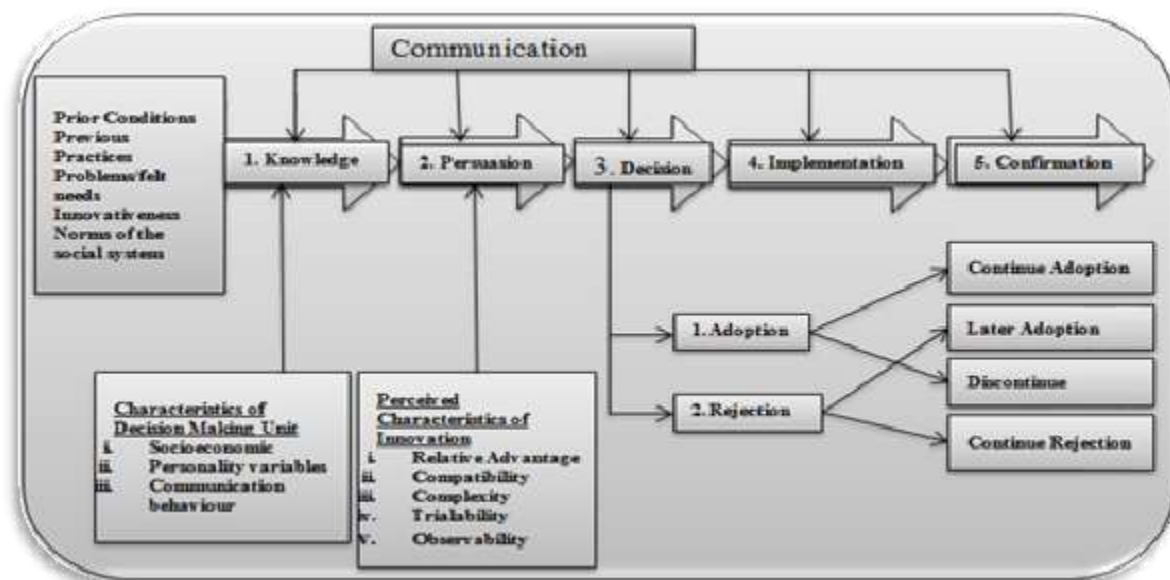 Communication
Prior Conditions
Previous
Practices
Problems/felt
needs
Innovativeness
Norms of the
social system
1. Knowledge
2. Persuasion
3. Decision
4. Implementation
5. Confirmation
Continue Adoption
1. Adoption
Later Adoption
Discontinue
2. Rejection
Continue Rejection
Characteristics of
Decision Making Unit
i. Socioeconomic
ii. Personality variables
iii. Communication
behaviour
Perceived
Characteristics of
Innovation
i. Relative Advantage
ii. Compatibility
iii. Complexity
iv. Trialability
v. Observability